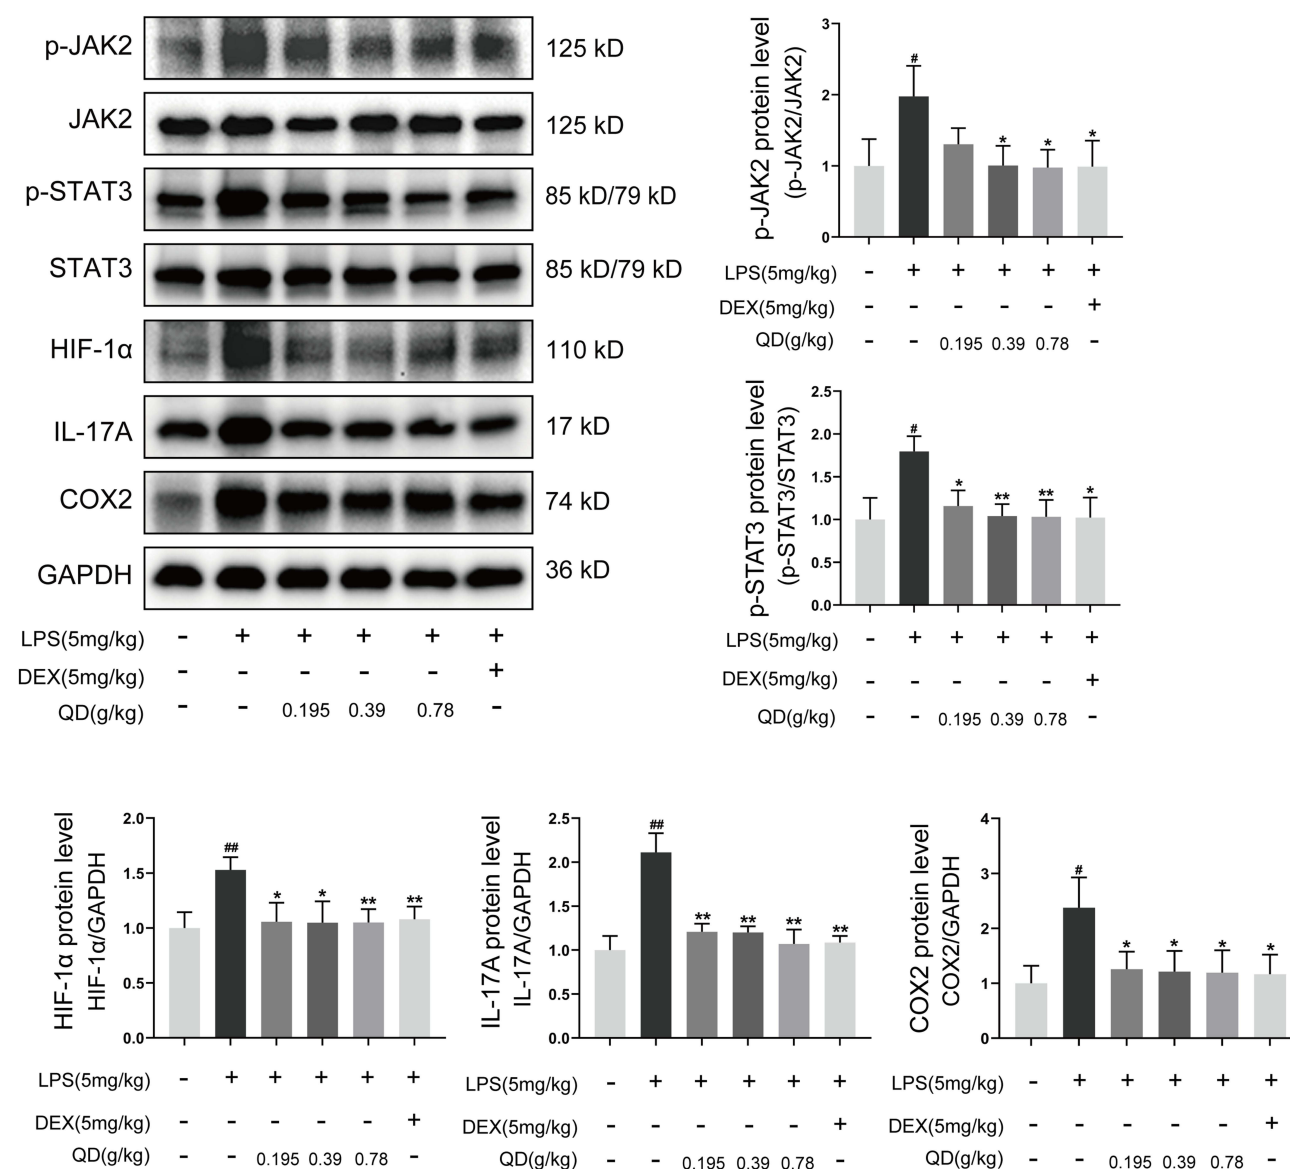 p-JAK2 125 kD
JAK2 125 kD
p-STAT3 85 kD/79 kD
STAT3 85 kD/79 kD
HIF-1α 110 kD
IL-17A 17 kD
COX2 74 kD
GAPDH 36 kD
LPS(5mg/kg) - + + + + +
DEX(5mg/kg) - - - - - +
QD(g/kg) - - 0.195 0.39 0.78 -
p-JAK2 protein level
(p-JAK2/JAK2)
3
2
1
0
# * * *
LPS(5mg/kg) - + + + + +
DEX(5mg/kg) - - - - - +
QD(g/kg) - - 0.195 0.39 0.78 -
p-STAT3 protein level
(p-STAT3/STAT3)
2.5
2.0
1.5
1.0
0.5
0.0
# * ** ** *
LPS(5mg/kg) - + + + + +
DEX(5mg/kg) - - - - - +
QD(g/kg) - - 0.195 0.39 0.78 -
HIF-1α protein level
HIF-1α/GAPDH
2.0
1.5
1.0
0.5
0.0
## * * ** **
LPS(5mg/kg) - + + + + +
DEX(5mg/kg) - - - - - +
QD(g/kg) - - 0.195 0.39 0.78 -
IL-17A protein level
IL-17A/GAPDH
2.5
2.0
1.5
1.0
0.5
0.0
## ** ** ** **
LPS(5mg/kg) - + + + + +
DEX(5mg/kg) - - - - - +
QD(g/kg) - - 0.195 0.39 0.78 -
COX2 protein level
COX2/GAPDH
4
3
2
1
0
# * * * *
LPS(5mg/kg) - + + + + +
DEX(5mg/kg) - - - - - +
QD(g/kg) - - 0.195 0.39 0.78 -